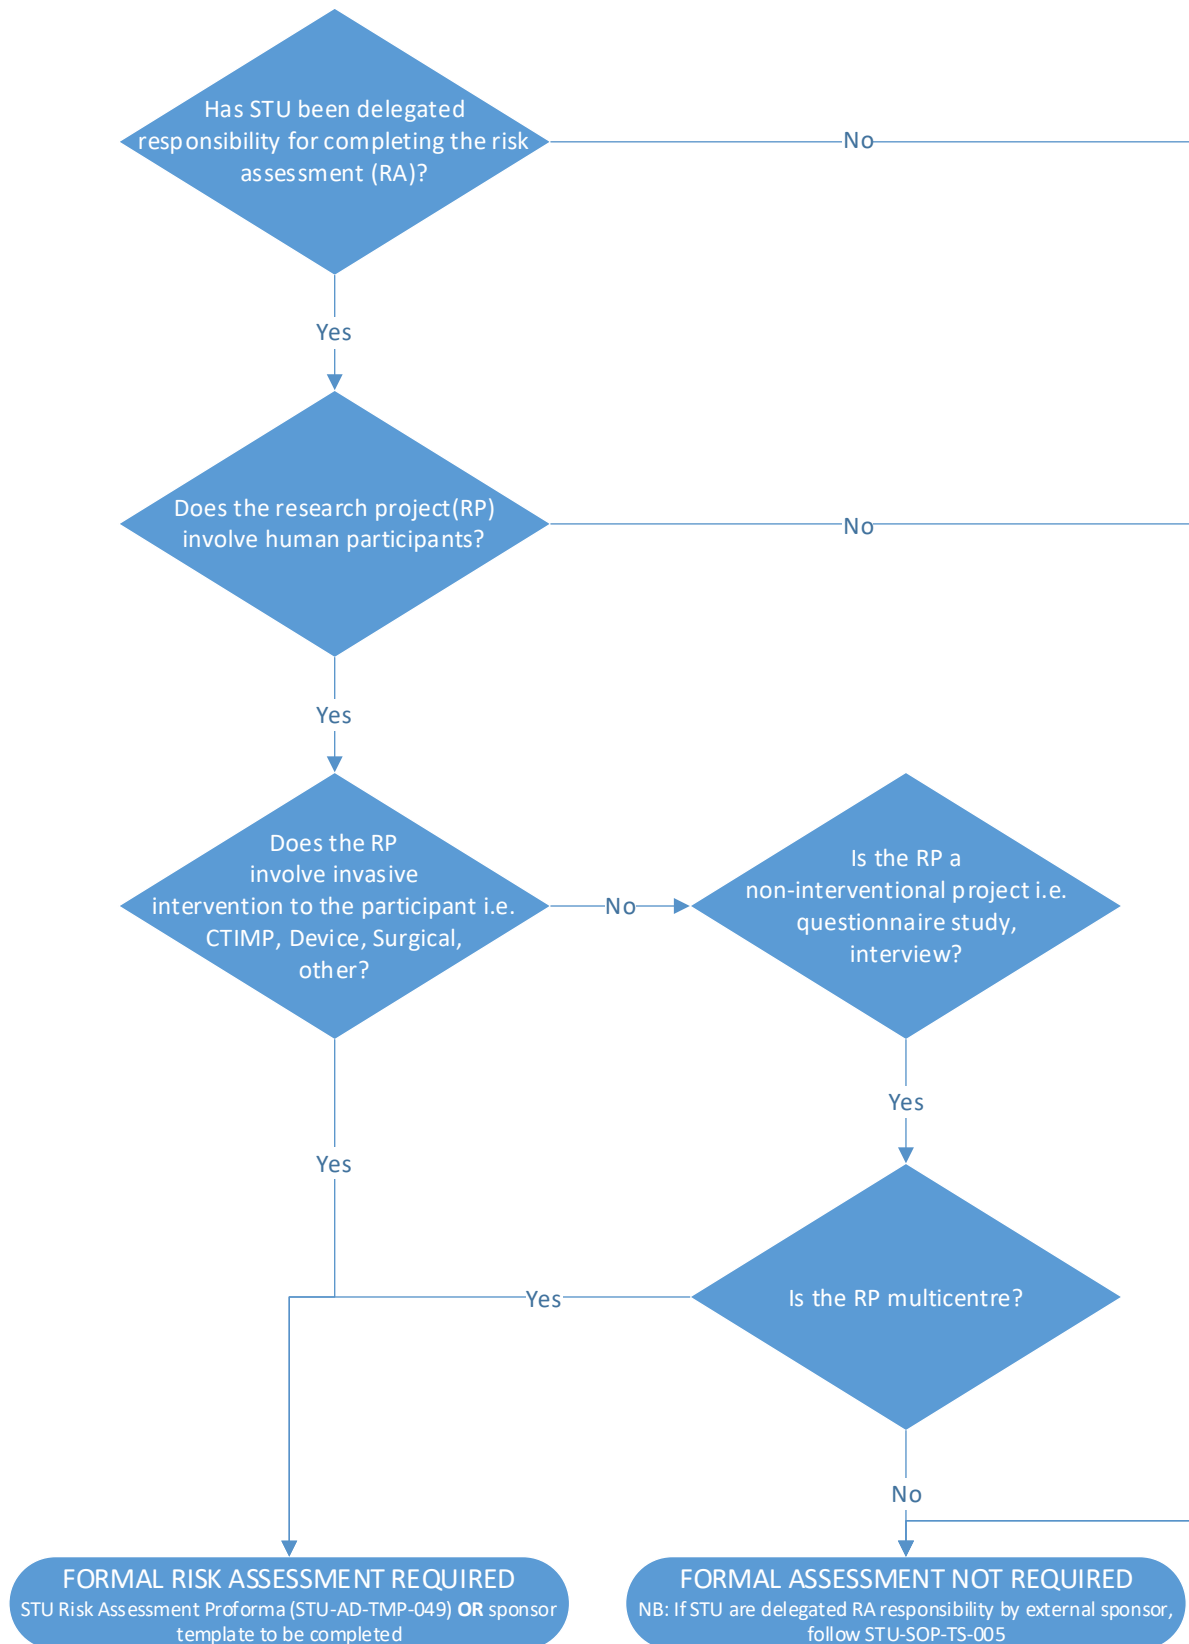 Has STU been delegated
responsibility for completing the risk
assessment (RA)?
No
Yes
Does the research project(RP)
involve human participants?
No
Yes
Does the RP
involve invasive
intervention to the participant i.e.
CTIMP, Device, Surgical,
other?
No
Is the RP a
non-interventional project i.e.
questionnaire study,
interview?
Yes
Yes
Is the RP multicentre?
Yes
No
FORMAL RISK ASSESSMENT REQUIRED
STU Risk Assessment Proforma (STU-AD-TMP-049) OR sponsor
template to be completed
FORMAL ASSESSMENT NOT REQUIRED
NB: If STU are delegated RA responsibility by external sponsor,
follow STU-SOP-TS-005